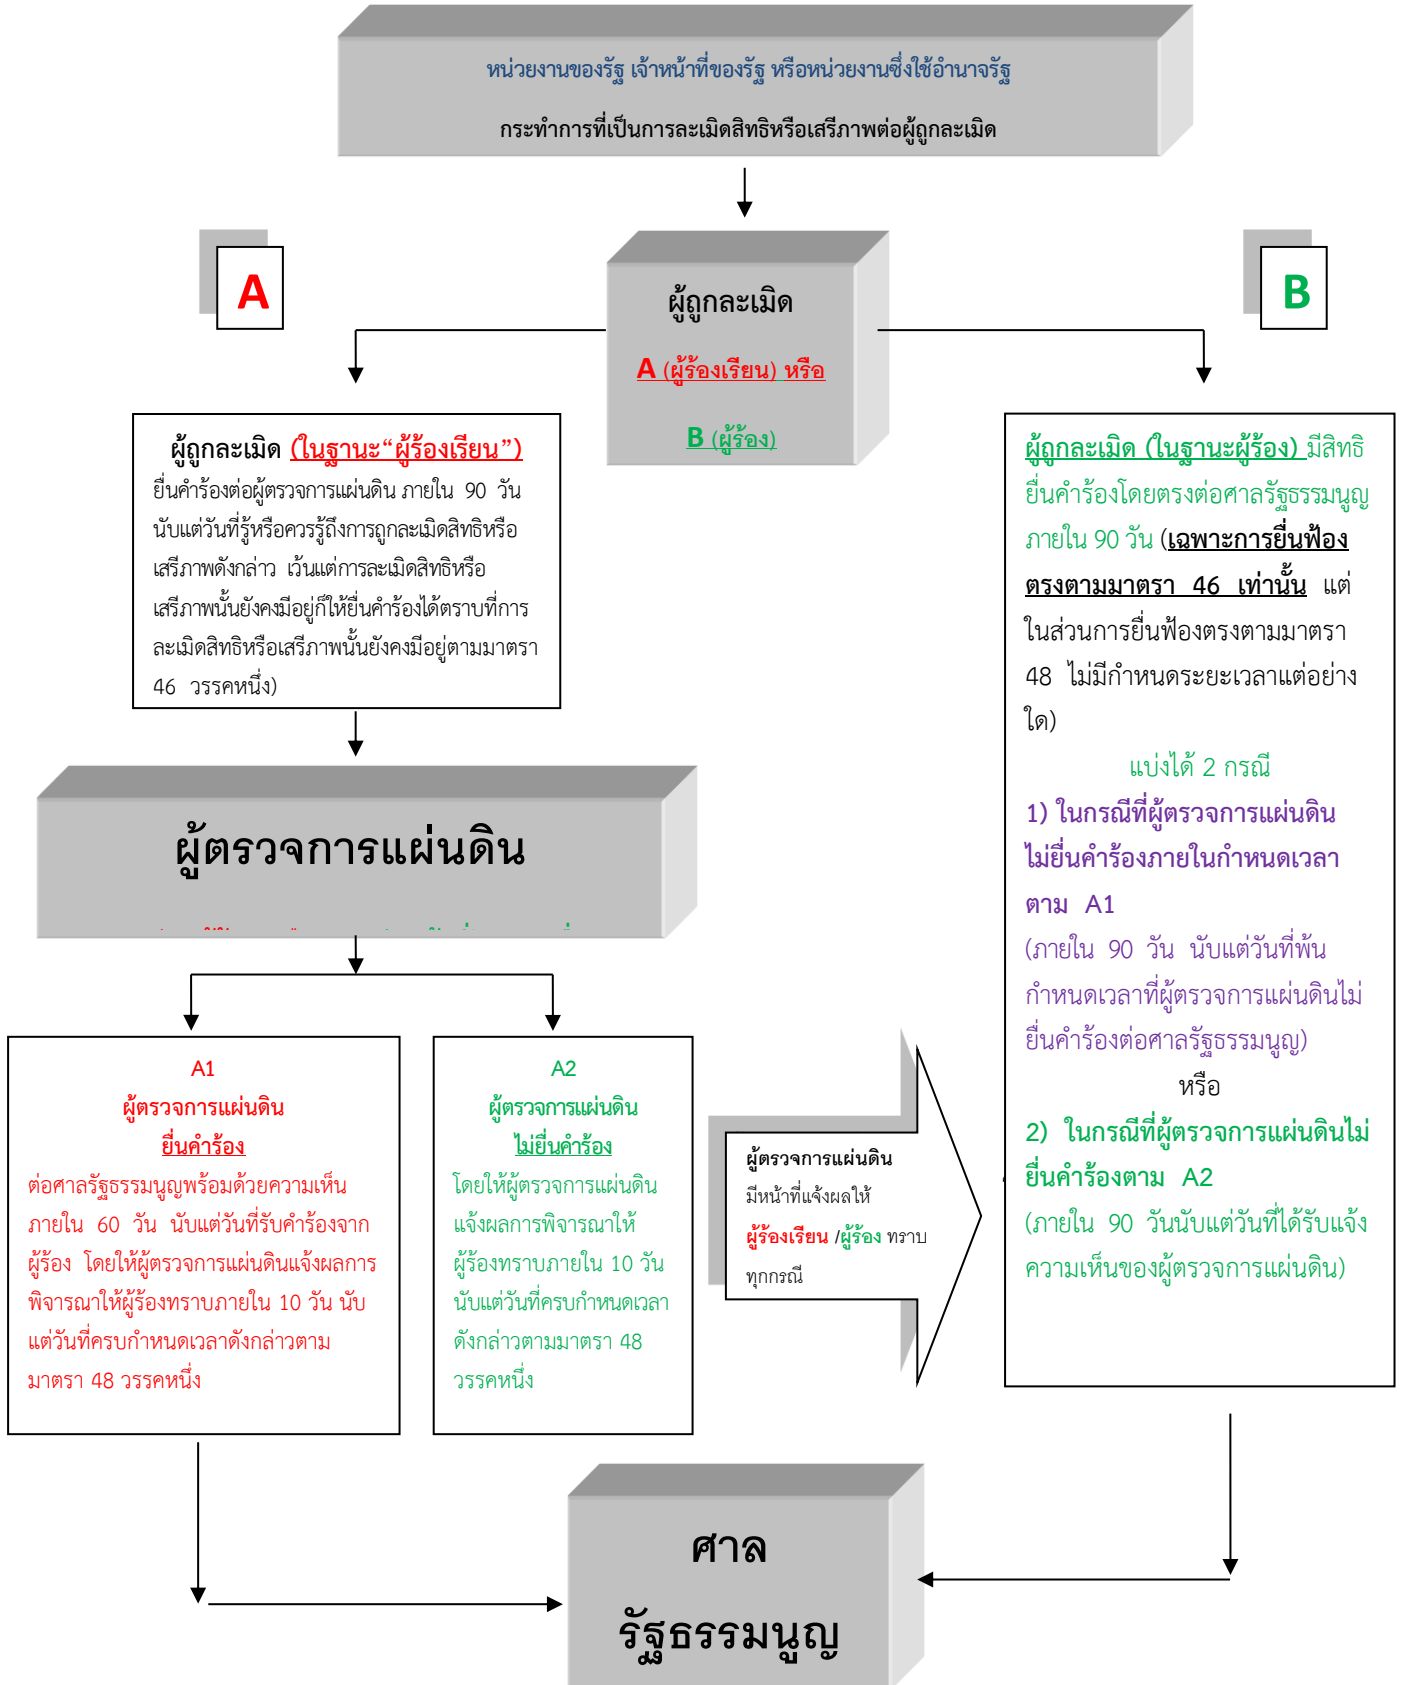 หน่วยงานของรัฐ เจ้าหน้าที่ของรัฐ หรือหน่วยงานซึ่งใช้อำนาจรัฐ
กระทำการที่เป็นการละเมิดสิทธิหรือเสรีภาพต่อผู้ถูกละเมิด
A
B
ผู้ถูกละเมิด
A (ผู้ร้องเรียน) หรือ
B (ผู้ร้อง)
ผู้ถูกละเมิด (ในฐานะ“ผู้ร้องเรียน”)
ยื่นคำร้องต่อผู้ตรวจการแผ่นดิน ภายใน 90 วัน
นับแต่วันที่รู้หรือควรรู้ถึงการถูกละเมิดสิทธิหรือ
เสรีภาพดังกล่าว เว้นแต่การละเมิดสิทธิหรือ
เสรีภาพนั้นยังคงมีอยู่ก็ให้ยื่นคำร้องได้ตราบที่การ
ละเมิดสิทธิหรือเสรีภาพนั้นยังคงมีอยู่ตามมาตรา
46 วรรคหนึ่ง)
ผู้ตรวจการแผ่นดิน
A1
ผู้ตรวจการแผ่นดิน
ยื่นคำร้อง
ต่อศาลรัฐธรรมนูญพร้อมด้วยความเห็น
ภายใน 60 วัน นับแต่วันที่รับคำร้องจาก
ผู้ร้อง โดยให้ผู้ตรวจการแผ่นดินแจ้งผลการ
พิจารณาให้ผู้ร้องทราบภายใน 10 วัน นับ
แต่วันที่ครบกำหนดเวลาดังกล่าวตาม
มาตรา 48 วรรคหนึ่ง
A2
ผู้ตรวจการแผ่นดิน
ไม่ยื่นคำร้อง
โดยให้ผู้ตรวจการแผ่นดิน
แจ้งผลการพิจารณาให้
ผู้ร้องทราบภายใน 10 วัน
นับแต่วันที่ครบกำหนดเวลา
ดังกล่าวตามมาตรา 48
วรรคหนึ่ง
ผู้ตรวจการแผ่นดิน
มีหน้าที่แจ้งผลให้
ผู้ร้องเรียน /ผู้ร้อง ทราบ
ทุกกรณี
ผู้ถูกละเมิด (ในฐานะผู้ร้อง) มีสิทธิ
ยื่นคำร้องโดยตรงต่อศาลรัฐธรรมนูญ
ภายใน 90 วัน (เฉพาะการยื่นฟ้อง
ตรงตามมาตรา 46 เท่านั้น แต่
ในส่วนการยื่นฟ้องตรงตามมาตรา
48 ไม่มีกำหนดระยะเวลาแต่อย่าง
ใด)
แบ่งได้ 2 กรณี
1) ในกรณีที่ผู้ตรวจการแผ่นดิน
ไม่ยื่นคำร้องภายในกำหนดเวลา
ตาม A1
(ภายใน 90 วัน นับแต่วันที่พ้น
กำหนดเวลาที่ผู้ตรวจการแผ่นดินไม่
ยื่นคำร้องต่อศาลรัฐธรรมนูญ)
หรือ
2) ในกรณีที่ผู้ตรวจการแผ่นดินไม่
ยื่นคำร้องตาม A2
(ภายใน 90 วันนับแต่วันที่ได้รับแจ้ง
ความเห็นของผู้ตรวจการแผ่นดิน)
ศาล
รัฐธรรมนูญ